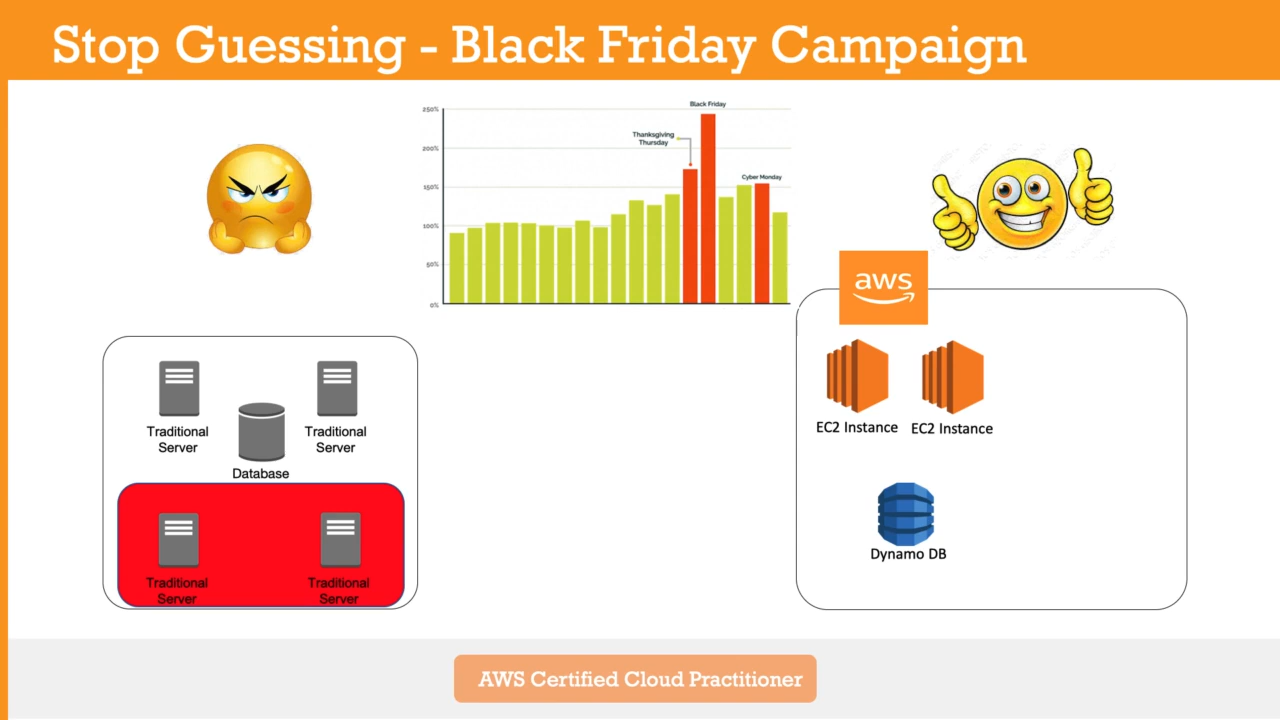 Stop Guessing - Black Friday Campaign
250%
200%
150%
100%
50%
0%
Black Friday
Thanksgiving
Thursday
Cyber Monday
Traditional
Server
Traditional
Server
Database
Traditional
Server
Traditional
Server
aws
EC2 Instance
EC2 Instance
Dynamo DB
AWS Certified Cloud Practitioner